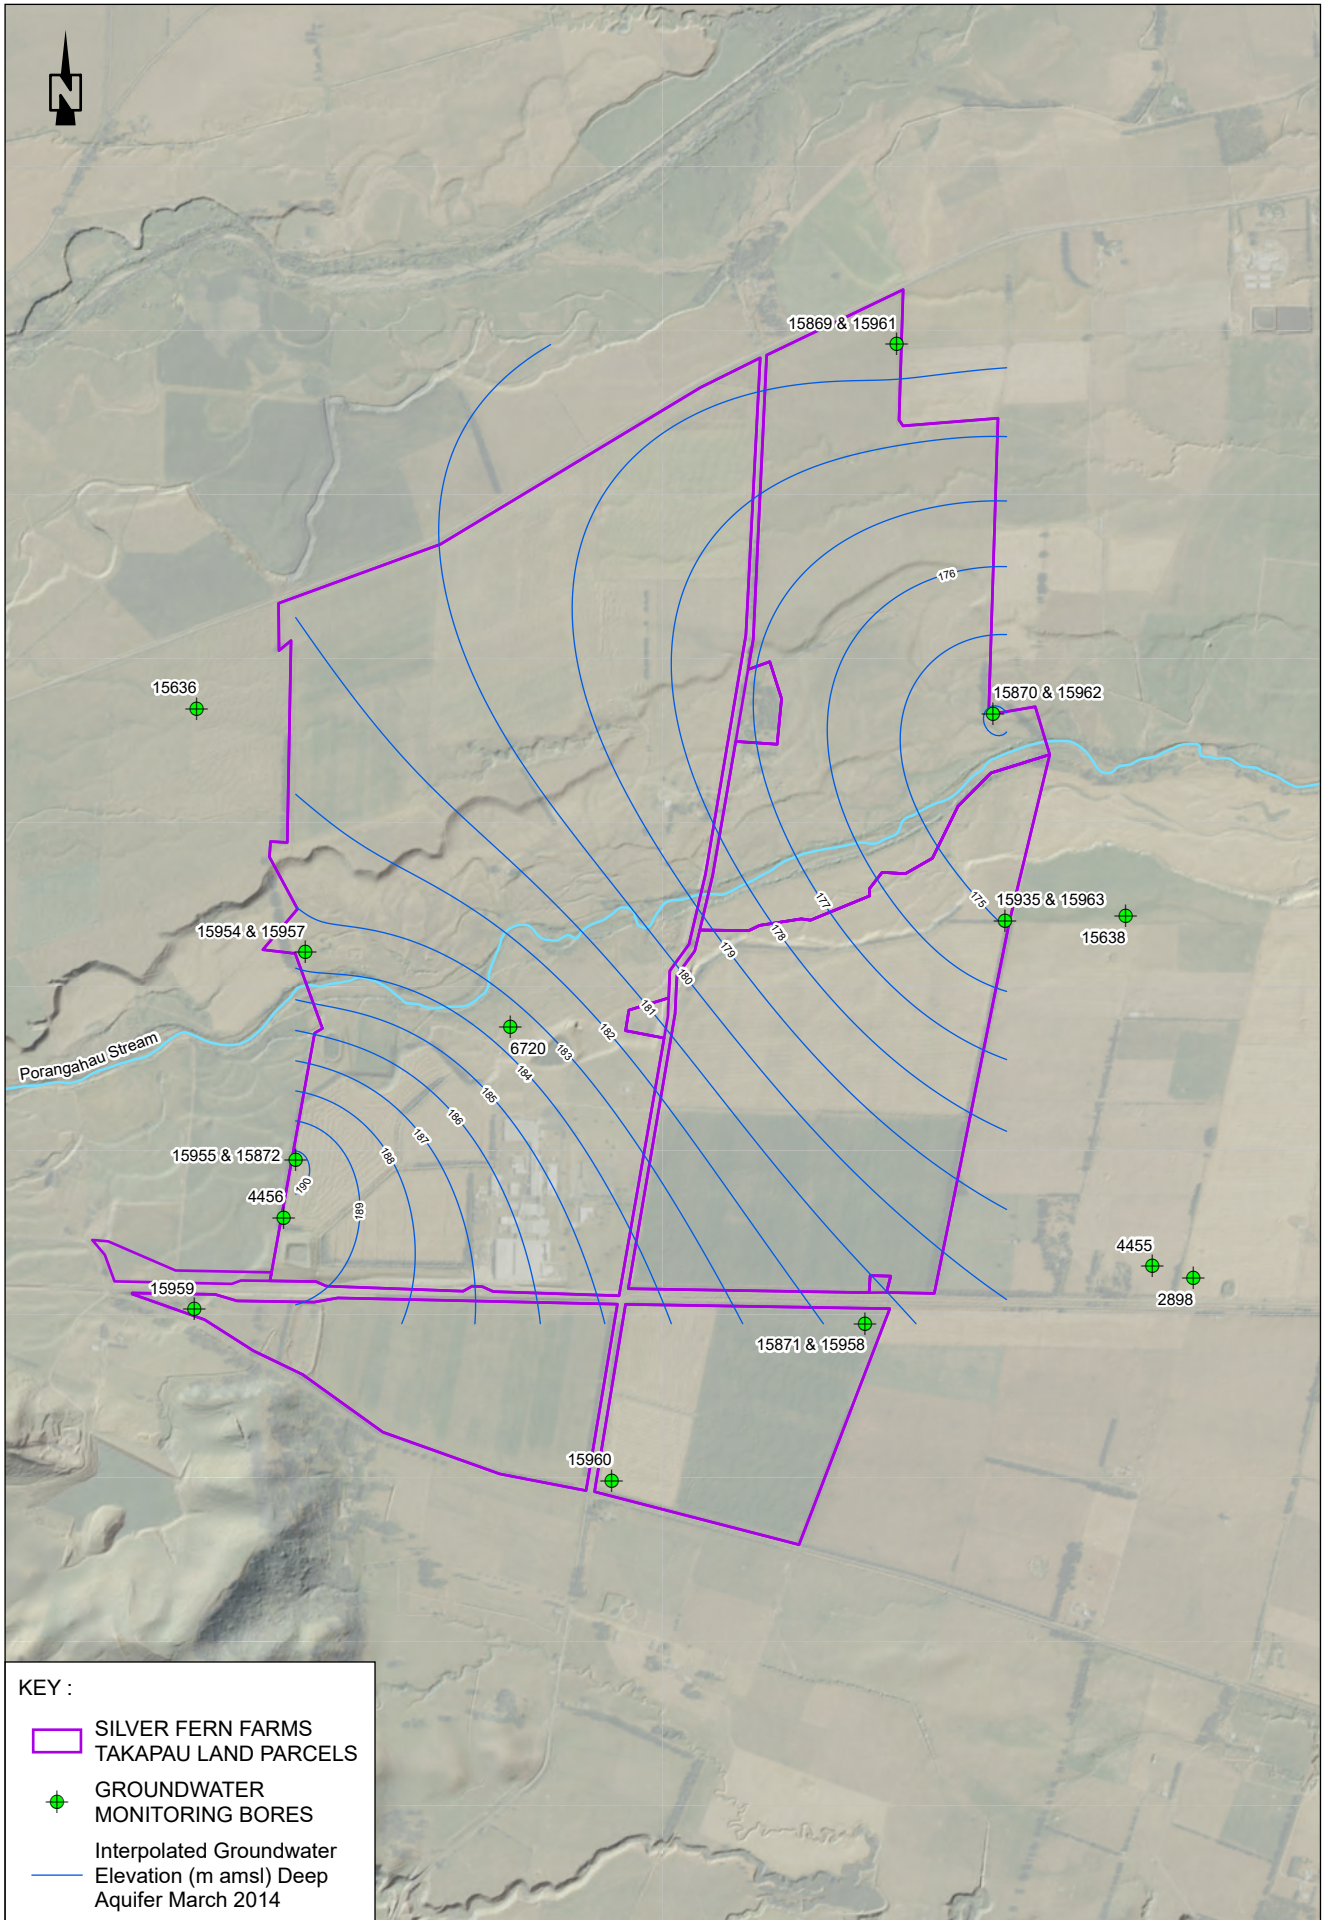 N
15869 & 15961
176
15636
15870 & 15962
177
175
15935 & 15963
15638
15954 & 15957
178
179
180
181
182
6720
183
184
Porangahau Stream
185
186
187
188
15955 & 15872
190
4456
189
4455
2898
15959
15871 & 15958
15960
KEY :
SILVER FERN FARMS
TAKAPAU LAND PARCELS
GROUNDWATER
MONITORING BORES
Interpolated Groundwater
Elevation (m amsl) Deep
Aquifer March 2014